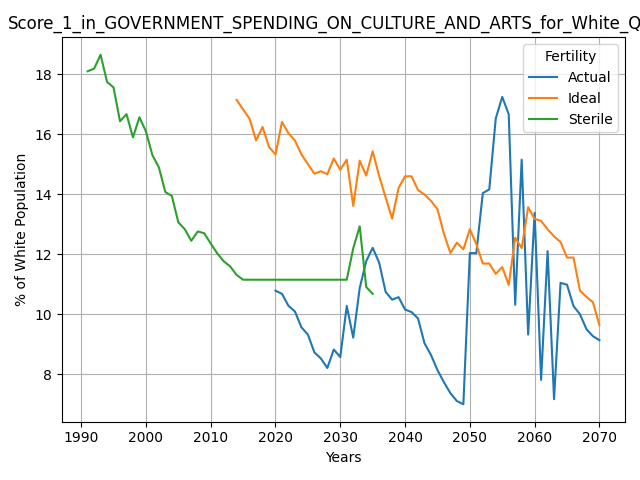 Score_1_in_GOVERNMENT_SPENDING_ON_CULTURE_AND_ARTS_for_White_Q
Fertility
Actual
Ideal
Sterile
% of White Population
18
16
14
12
10
8
1990 2000 2010 2020 2030 2040 2050 2060 2070
Years